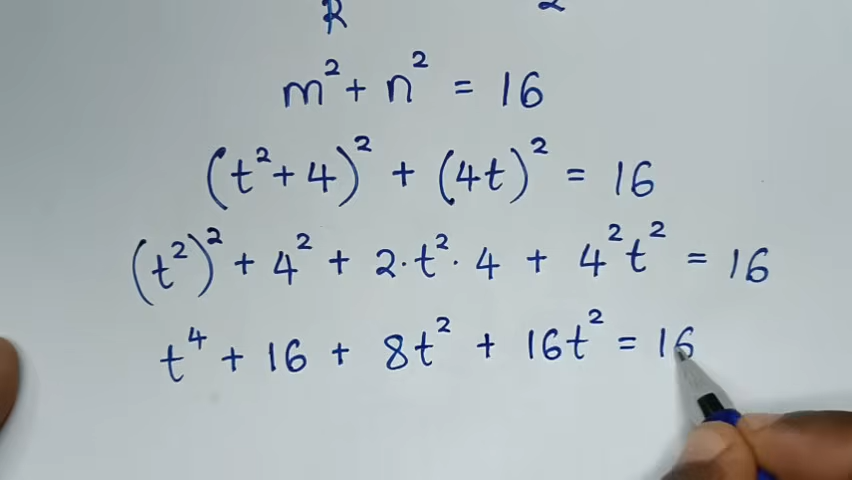 m² + n² = 16
(t² + 4)² + (4t)² = 16
(t²)² + 4² + 2·t²·4 + 4²t² = 16
t⁴ + 16 + 8t² + 16t² = 16